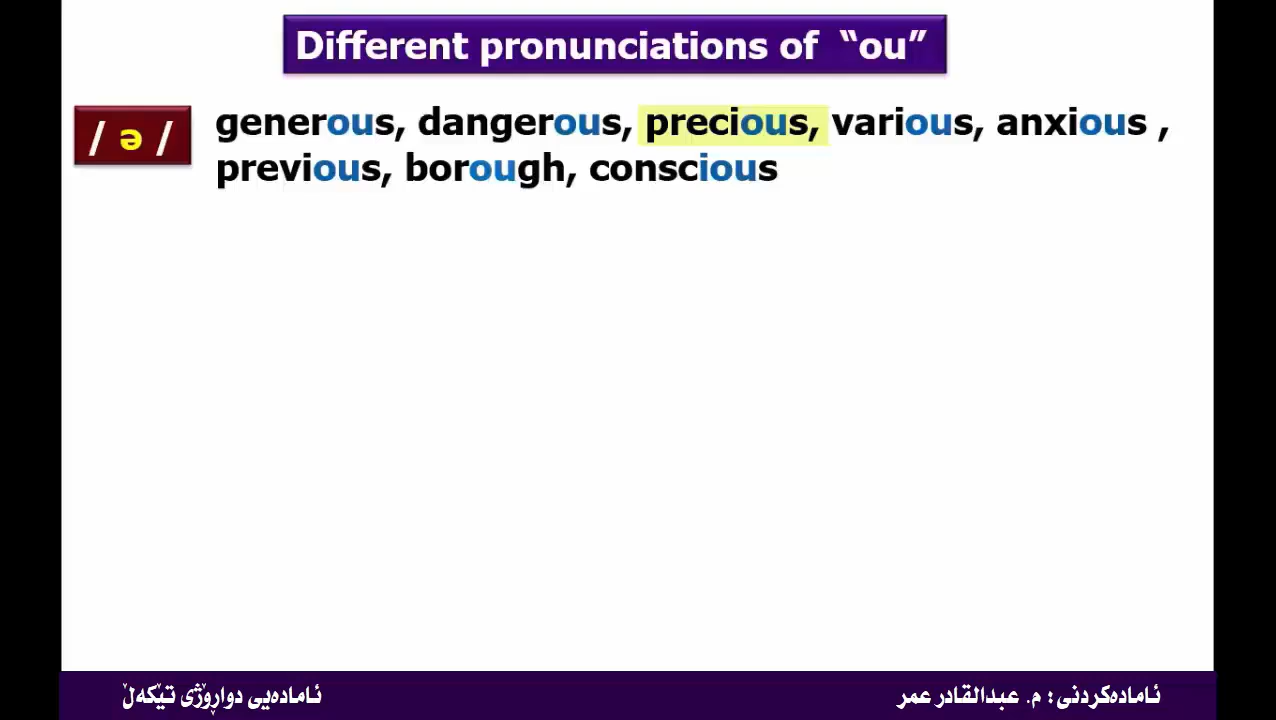 Different pronunciations of “ou”
/ ə /
generous, dangerous, precious, various, anxious ,
previous, borough, conscious
ئامادەکردنی : م. عبدالقادر عمر
ئامادەیی دواڕۆژی تێکەڵ